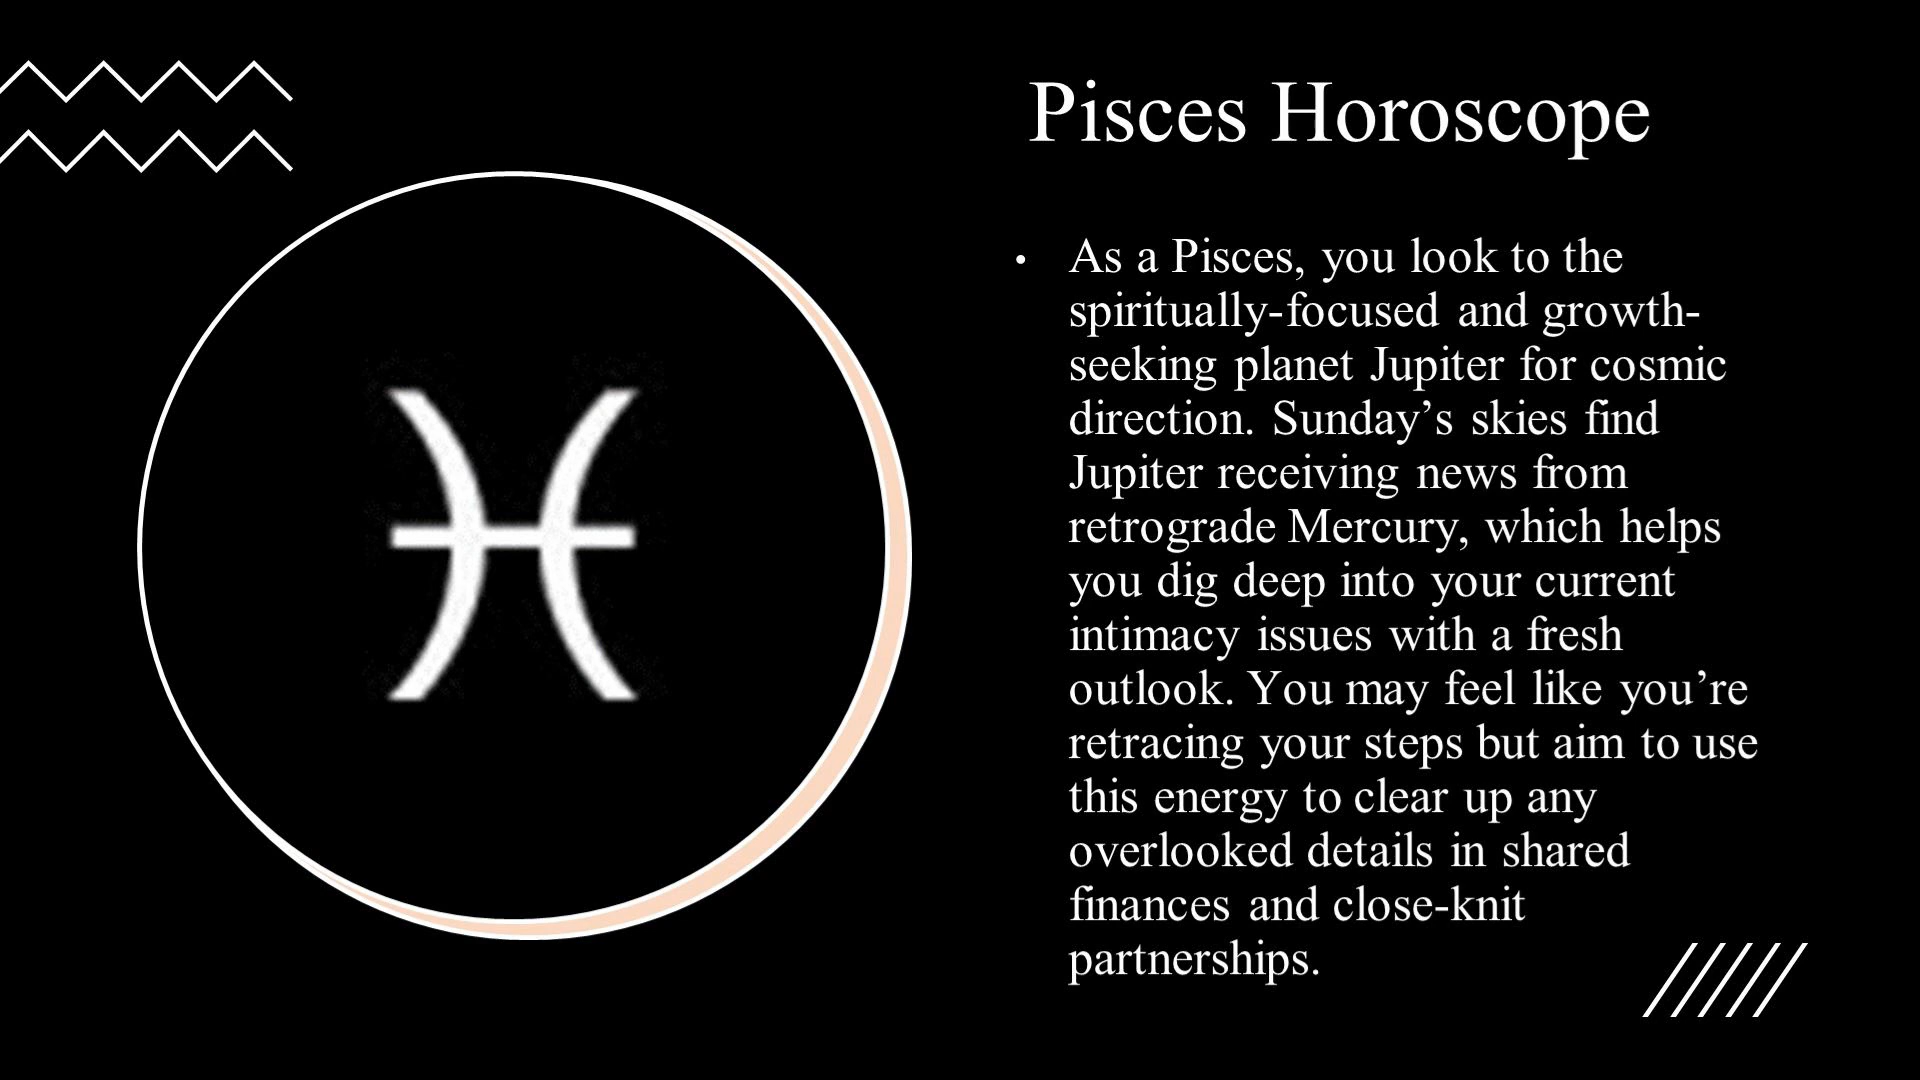 Pisces Horoscope
• As a Pisces, you look to the
spiritually-focused and growth-
seeking planet Jupiter for cosmic
direction. Sunday’s skies find
Jupiter receiving news from
retrograde Mercury, which helps
you dig deep into your current
intimacy issues with a fresh
outlook. You may feel like you’re
retracing your steps but aim to use
this energy to clear up any
overlooked details in shared
finances and close-knit
partnerships.